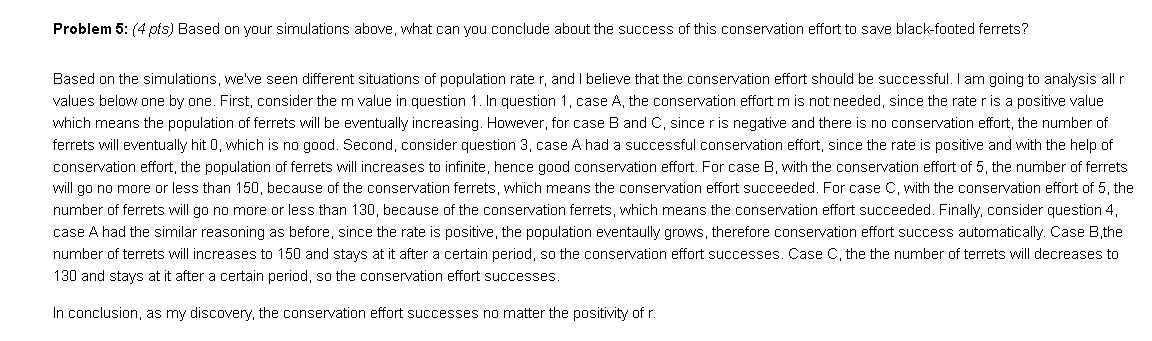 Problem 5: (4 pts) Based on your simulations above, what can you conclude about the success of this conservation effort to save black-footed ferrets?
Based on the simulations, we've seen different situations of population rate r, and I believe that the conservation effort should be successful. I am going to analysis all r
values below one by one. First, consider the m value in question 1. In question 1, case A, the conservation effort m is not needed, since the rate r is a positive value
which means the population of ferrets will be eventually increasing. However, for case B and C, since r is negative and there is no conservation effort, the number of
ferrets will eventually hit 0, which is no good. Second, consider question 3, case A had a successful conservation effort, since the rate is positive and with the help of
conservation effort, the population of ferrets will increases to infinite, hence good conservation effort. For case B, with the conservation effort of 5, the number of ferrets
will go no more or less than 150, because of the conservation ferrets, which means the conservation effort succeeded. For case C, with the conservation effort of 5, the
number of ferrets will go no more or less than 130, because of the conservation ferrets, which means the conservation effort succeeded. Finally, consider question 4,
case A had the similar reasoning as before, since the rate is positive, the population eventaully grows, therefore conservation effort success automatically. Case B,the
number of terrets will increases to 150 and stays at it after a certain period, so the conservation effort successes. Case C, the the number of terrets will decreases to
130 and stays at it after a certain period, so the conservation effort successes.
In conclusion, as my discovery, the conservation effort successes no matter the positivity of r.